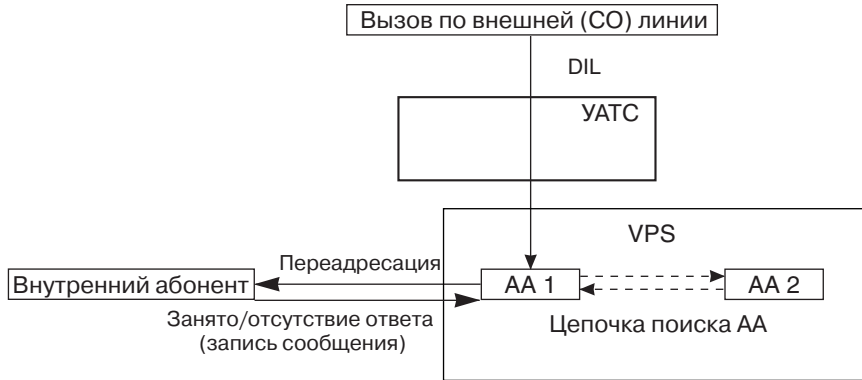 Вызов по внешней (CO) линии
DIL
УАТС
VPS
Переадресация
Внутренний абонент
AA 1
AA 2
Занято/отсутствие ответа
(запись сообщения)
Цепочка поиска AA